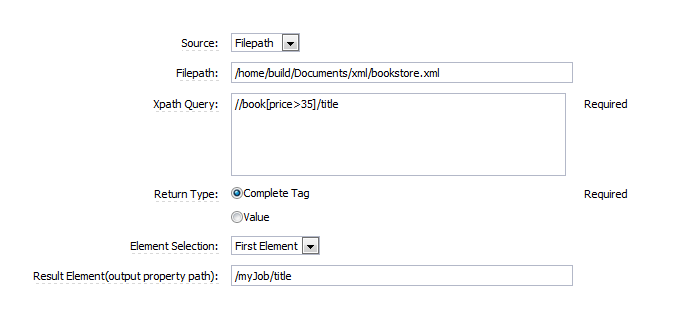 Source: Filepath
Filepath: /home/build/Documents/xml/bookstore.xml
Xpath Query: //book[price>35]/title Required
Return Type: Complete Tag Required
Value
Element Selection: First Element
Result Element(output property path): /myJob/title